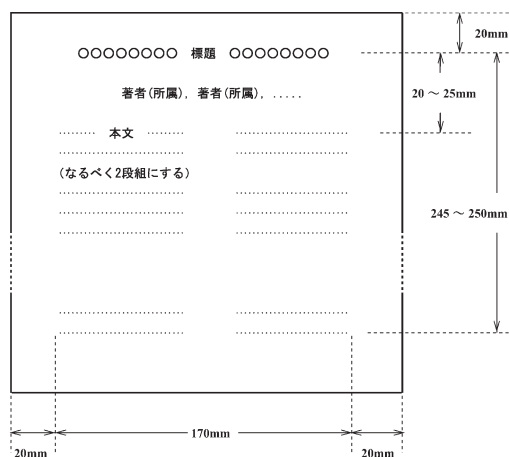 ○○○○○○○○ 標題 ○○○○○○○○
著者(所属), 著者(所属), .....
........ 本文 ........
(なるべく2段組にする)
20mm
20 ~ 25mm
245 ~ 250mm
170mm
20mm
20mm